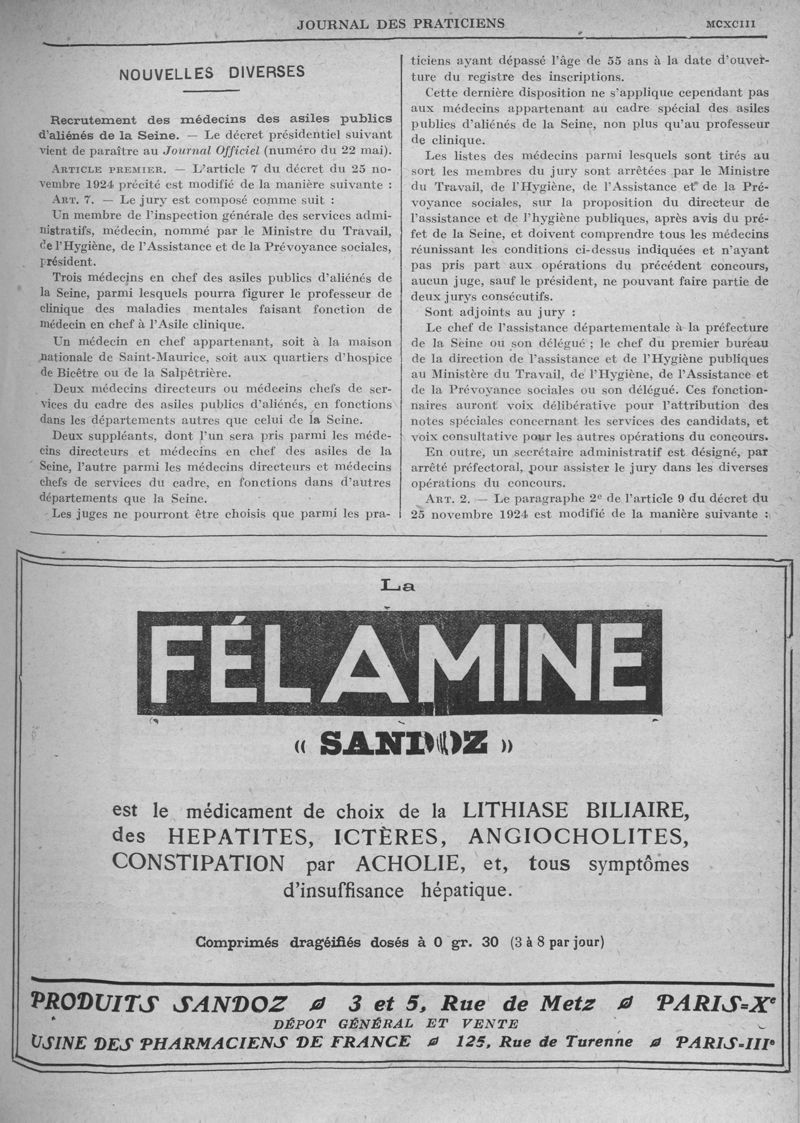 JOURNAL DES PRATICIENS MCXCIII
NOUVELLES DIVERSES
Recrutement des médecins des asiles publics
d'aliénés de la Seine. — Le décret présidentiel suivant
vient de paraître au Journal Officiel (numéro du 22 mai).
ARTICLE PREMIER. — L'article 7 du décret du 25 no-
vembre 1924 précité est modifié de la manière suivante :
ART. 7. — Le jury est composé comme suit :
Un membre de l'inspection générale des services admi-
nistratifs, médecin, nommé par le Ministre du Travail,
de l'Hygiène, de l'Assistance et de la Prévoyance sociales,
président.
Trois médecins en chef des asiles publics d'aliénés de
la Seine, parmi lesquels pourra figurer le professeur de
clinique des maladies mentales faisant fonction de
médecin en chef à l'Asile clinique.
Un médecin en chef appartenant, soit à la maison
nationale de Saint-Maurice, soit aux quartiers d'hospice
de Bicêtre ou de la Salpêtrière.
Deux médecins directeurs ou médecins chefs de ser-
vices du cadre des asiles publics d'aliénés, en fonctions
dans les départements autres que celui de la Seine.
Deux suppléants, dont l'un sera pris parmi les méde-
cins directeurs et médecins en chef des asiles de la
Seine, l'autre parmi les médecins directeurs et médecins
chefs de services du cadre, en fonctions dans d'autres
départements que la Seine.
Les juges ne pourront être choisis que parmi les pra-
ticiens ayant dépassé l'âge de 55 ans à la date d'ouver-
ture du registre des inscriptions.
Cette dernière disposition ne s'applique cependant pas
aux médecins appartenant au cadre spécial des asiles
publics d'aliénés de la Seine, non plus qu'au professeur
de clinique.
Les listes des médecins parmi lesquels sont tirés au
sort les membres du jury sont arrêtées par le Ministre
du Travail, de l'Hygiène, de l'Assistance et de la Pré-
voyance sociales, sur la proposition du directeur de
l'assistance et de l'hygiène publiques, après avis du pré-
fet de la Seine, et doivent comprendre tous les médecins
réunissant les conditions ci-dessus indiquées et n'ayant
pas pris part aux opérations du précédent concours,
aucun juge, sauf le président, ne pouvant faire partie de
deux jurys consécutifs.
Sont adjoints au jury :
Le chef de l'assistance départementale à la préfecture
de la Seine ou son délégué ; le chef du premier bureau
de la direction de l'assistance et de l'Hygiène publiques
au Ministère du Travail, de l'Hygiène, de l'Assistance et
de la Prévoyance sociales ou son délégué. Ces fonction-
naires auront voix délibérative pour l'attribution des
notes spéciales concernant les services des candidats, et
voix consultative pour les autres opérations du concours.
En outre, un secrétaire administratif est désigné, par
arrêté préfectoral, pour assister le jury dans les diverses
opérations du concours.
ART. 2. — Le paragraphe 2e de l'article 9 du décret du
25 novembre 1924 est modifié de la manière suivante :
La
FÉLAMINE
« SANDOZ »
est le médicament de choix de la LITHIASE BILIAIRE,
des HEPATITES, ICTÈRES, ANGIOCHOLITES,
CONSTIPATION par ACHOLIE, et, tous symptômes
d'insuffisance hépatique.
Comprimés dragéifiés dosés à 0 gr. 30 (3 à 8 par jour)
PRODUITS SANDOZ 3 et 5, Rue de Metz PARIS-Xe
DÉPOT GÉNÉRAL ET VENTE
USINE DES PHARMACIENS DE FRANCE 125, Rue de Turenne PARIS-IIIe